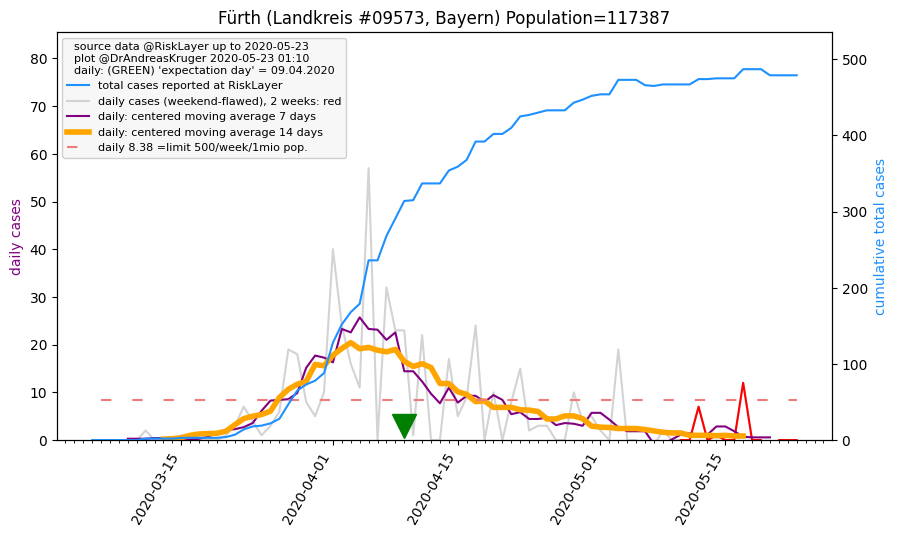 Fürth (Landkreis #09573, Bayern) Population=117387
source data @RiskLayer up to 2020-05-23
plot @DrAndreasKruger 2020-05-23 01:10
daily: (GREEN) 'expectation day' = 09.04.2020
total cases reported at RiskLayer
daily cases (weekend-flawed), 2 weeks: red
daily: centered moving average 7 days
daily: centered moving average 14 days
daily 8.38 =limit 500/week/1mio pop.
daily cases
80
70
60
50
40
30
20
10
0
cumulative total cases
500
400
300
200
100
0
2020-03-15
2020-04-01
2020-04-15
2020-05-01
2020-05-15